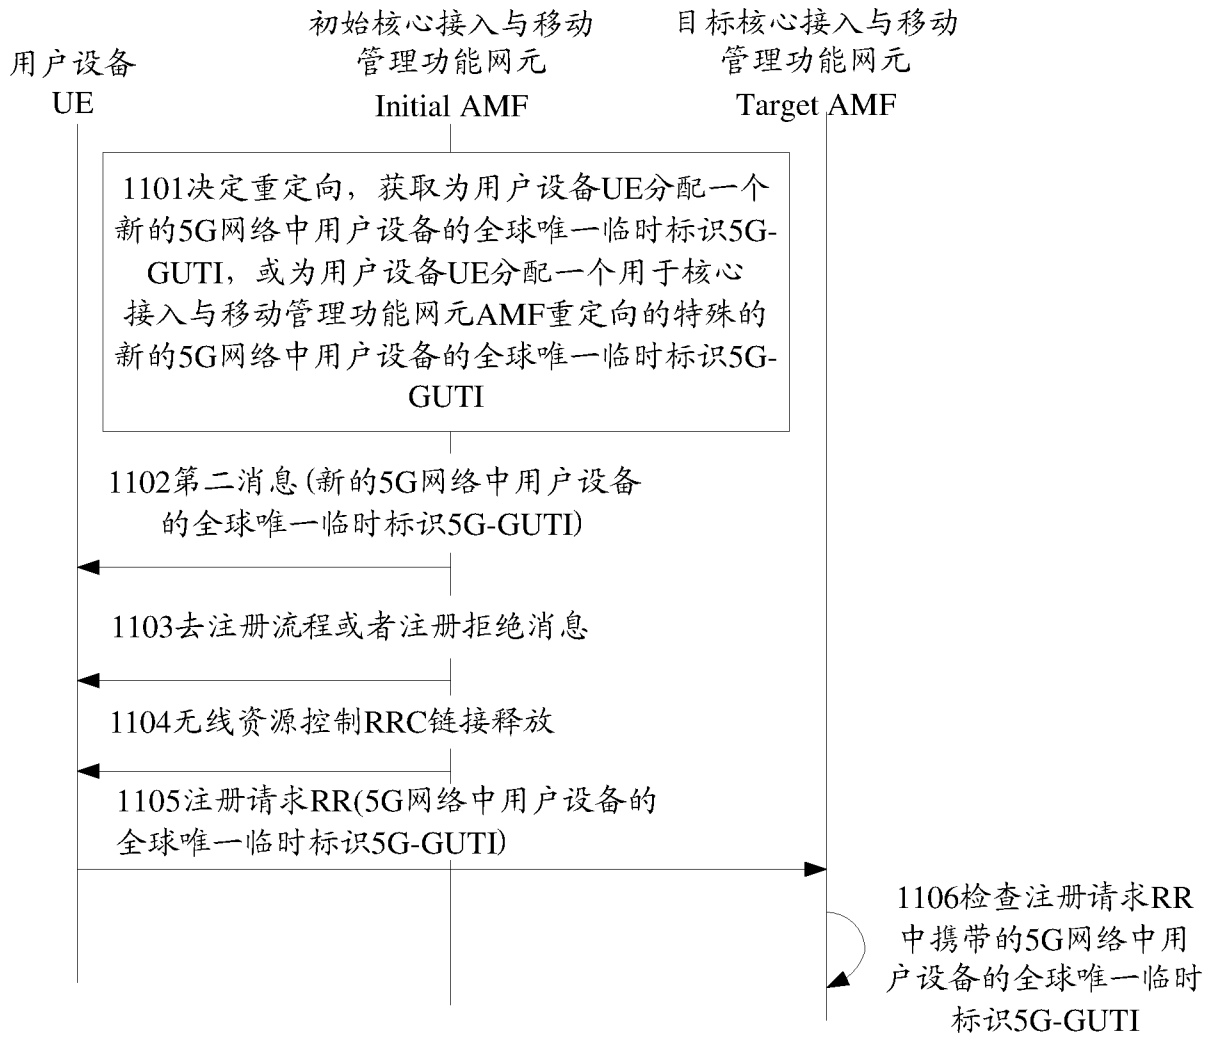 用户设备
UE
初始核心接入与移动
管理功能网元
Initial AMF
目标核心接入与移动
管理功能网元
Target AMF
1101决定重定向，获取为用户设备UE分配一个
新的5G网络中用户设备的全球唯一临时标识5G-
GUTI，或为用户设备UE分配一个用于核心
接入与移动管理功能网元AMF重定向的特殊的
新的5G网络中用户设备的全球唯一临时标识5G-
GUTI
1102第二消息(新的5G网络中用户设备
的全球唯一临时标识5G-GUTI)
1103去注册流程或者注册拒绝消息
1104无线资源控制RRC链接释放
1105注册请求RR(5G网络中用户设备的
全球唯一临时标识5G-GUTI)
1106检查注册请求RR
中携带的5G网络中用
户设备的全球唯一临时
标识5G-GUTI